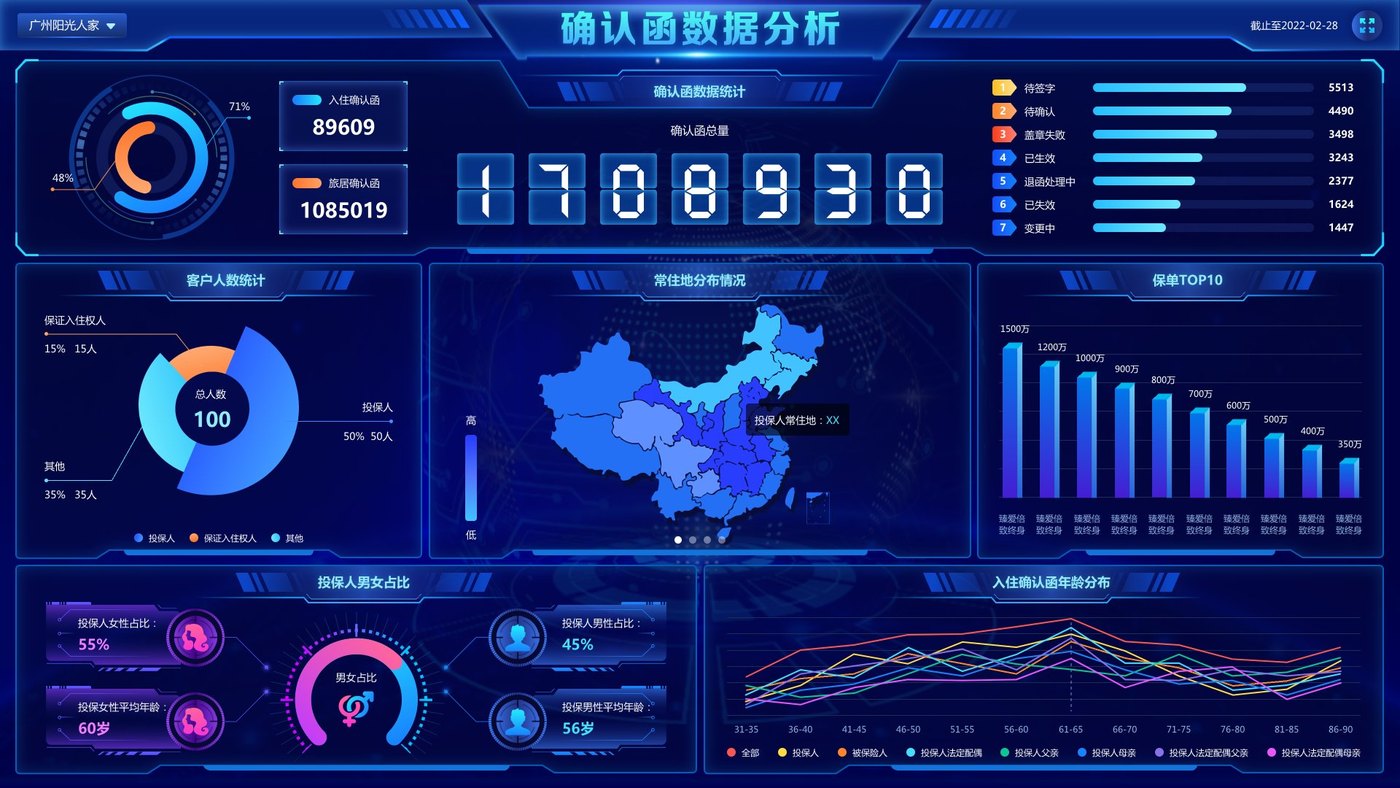 广州阳光人家
确认函数据分析
截止至2022-02-28
71%
48%
入住确认函
89609
旅居确认函
1085019
确认函数据统计
确认函总量
1708930
1 待签字 5513
2 待确认 4490
3 盖章失败 3498
4 已生效 3243
5 退函处理中 2377
6 已失效 1624
7 变更中 1447
客户人数统计
保证入住权人
15% 15人
总人数
100
投保人
50% 50人
其他
35% 35人
投保人 保证入住权人 其他
常住地分布情况
高
低
投保人常住地：XX
保单TOP10
1500万 1200万 1000万 900万 800万 700万 600万 500万 400万 350万
臻爱倍 臻爱倍 臻爱倍 臻爱倍 臻爱倍 臻爱倍 臻爱倍 臻爱倍 臻爱倍 臻爱倍
致终身 致终身 致终身 致终身 致终身 致终身 致终身 致终身 致终身 致终身
投保人男女占比
投保人女性占比：
55%
投保女性平均年龄：
60岁
男女占比
投保人男性占比：
45%
投保男性平均年龄：
56岁
入住确认函年龄分布
31-35 36-40 41-45 46-50 51-55 56-60 61-65 66-70 71-75 76-80 81-85 86-90
全部 投保人 被保险人 投保人法定配偶 投保人父亲 投保人母亲 投保人法定配偶父亲 投保人法定配偶母亲